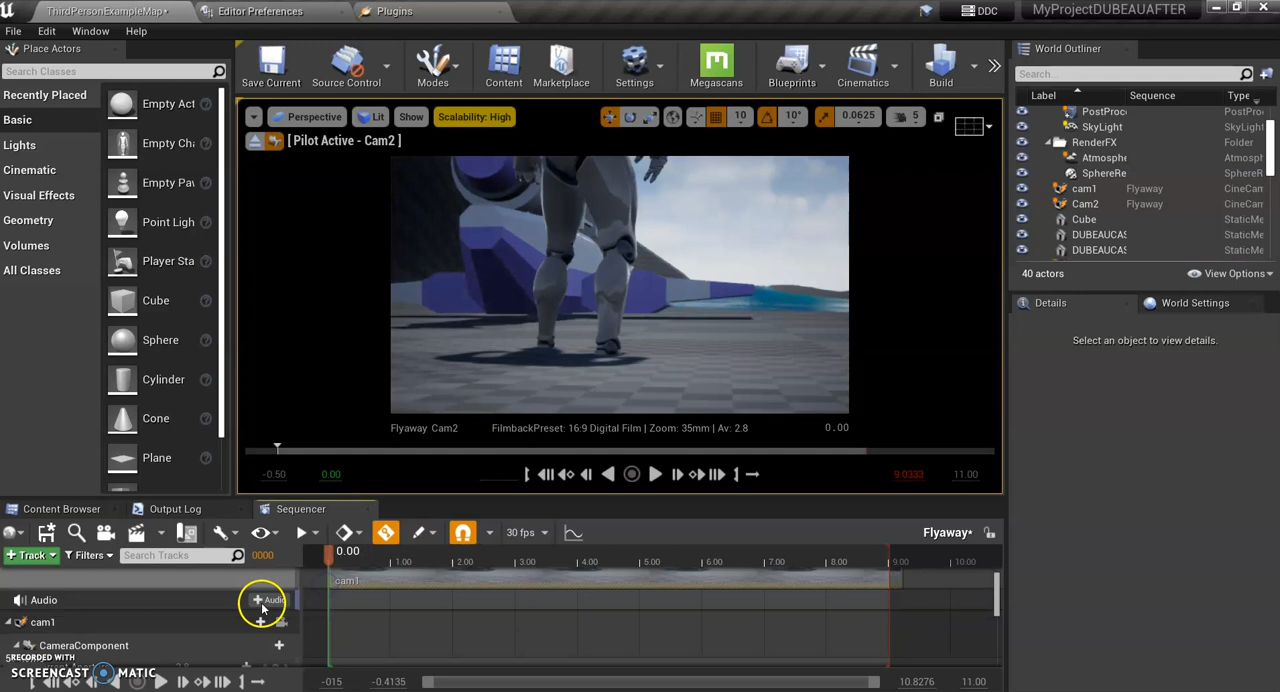 ThirdPersonExampleMap•
Editor Preferences
Plugins
DDC
MyProjectDUBEAUAFTER
File Edit Window Help
Place Actors
Search Classes
Recently Placed
Basic
Lights
Cinematic
Visual Effects
Geometry
Volumes
All Classes
Empty Act
Empty Cha
Empty Pav
Point Ligh
Player Sta
Cube
Sphere
Cylinder
Cone
Plane
Save Current
Source Control
Modes
Content
Marketplace
Settings
Megascans
Blueprints
Cinematics
Build
Perspective
Lit
Show
Scalability: High
10
10°
0.0625
5
[ Pilot Active - Cam2 ]
Flyaway Cam2
FilmbackPreset: 16:9 Digital Film | Zoom: 35mm | Av: 2.8
0.00
-0.50
0.00
9.0333
11.00
World Outliner
Search...
Label Sequence Type
PostProc PostPro
SkyLight SkyLight
RenderFX Folder
Atmosphe Atmosph
SphereRe SphereR
cam1 Flyaway CineCam
Cam2 Flyaway CineCam
Cube StaticMe
DUBEAUCAS StaticMe
DUBEAUCAS StaticMe
40 actors
View Options
Details
World Settings
Select an object to view details.
Content Browser
Output Log
Sequencer
30 fps
Flyaway*
Track
Filters
Search Tracks
0000
0.00
1.00 2.00 3.00 4.00 5.00 6.00 7.00 8.00 9.00 10.00
cam1
Audio
Audi
cam1
CameraComponent
RECORDED WITH
SCREENCAST MATIC
-015
-0.4135
10.8276
11.00